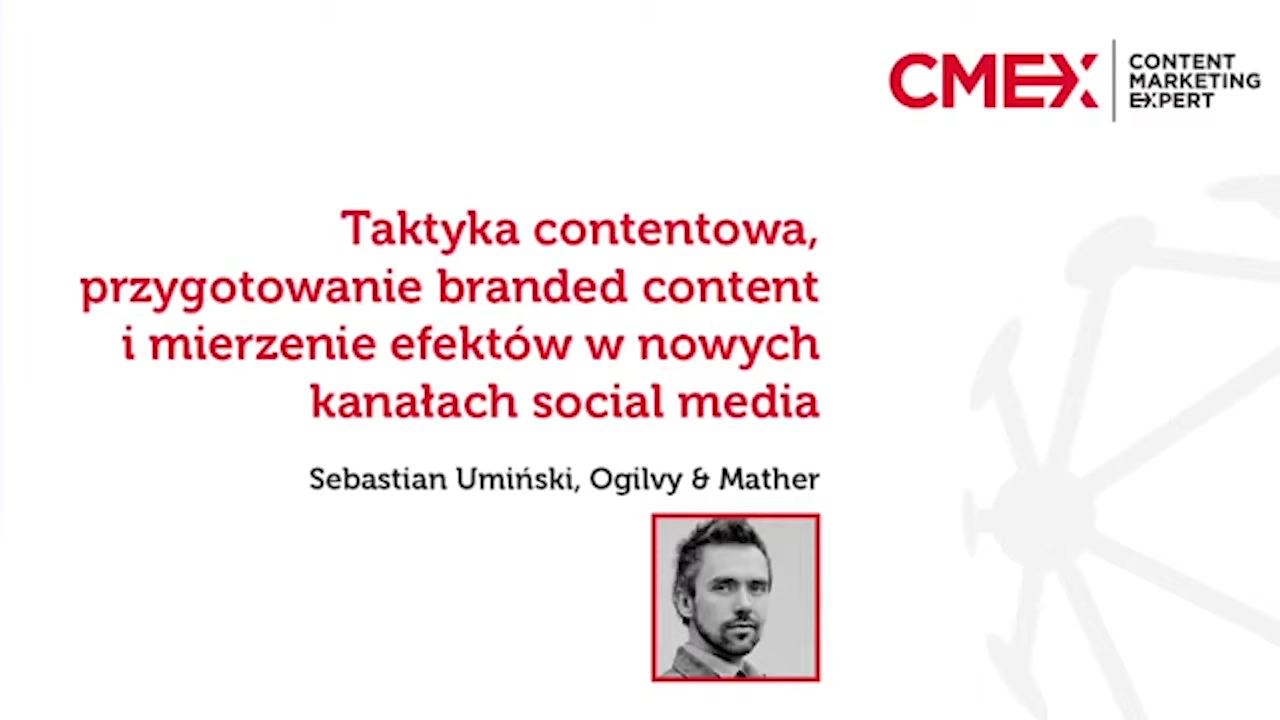 CMEX
CONTENT
MARKETING
EXPERT
Taktyka contentowa,
przygotowanie branded content
i mierzenie efektów w nowych
kanałach social media
Sebastian Umiński, Ogilvy & Mather